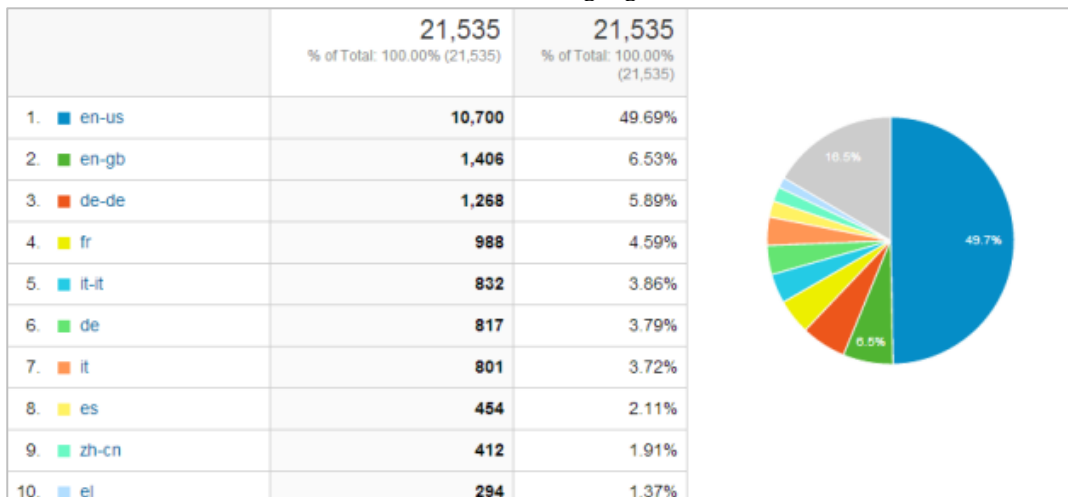 21,535 21,535
% of Total: 100.00% (21,535) % of Total: 100.00%
(21,535)
1. en-us 10,700 49.69%
2. en-gb 1,406 6.53%
3. de-de 1,268 5.89%
4. fr 988 4.59%
5. it-it 832 3.86%
6. de 817 3.79%
7. it 801 3.72%
8. es 454 2.11%
9. zh-cn 412 1.91%
10. el 294 1.37%
16.5%
49.7%
6.5%